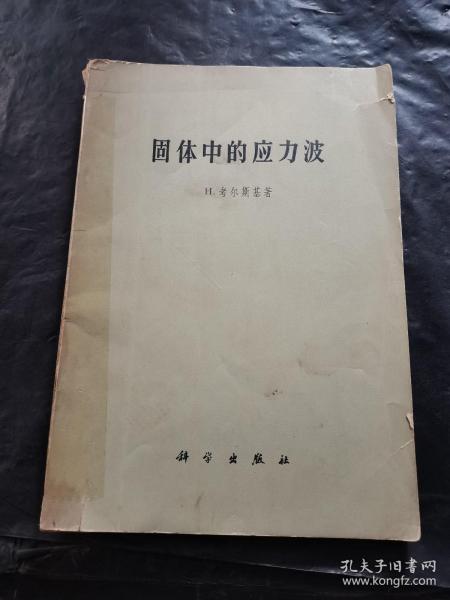 固体中的应力波
H. 考尔斯基著
科学出版社
孔夫子旧书网
www.kongfz.com